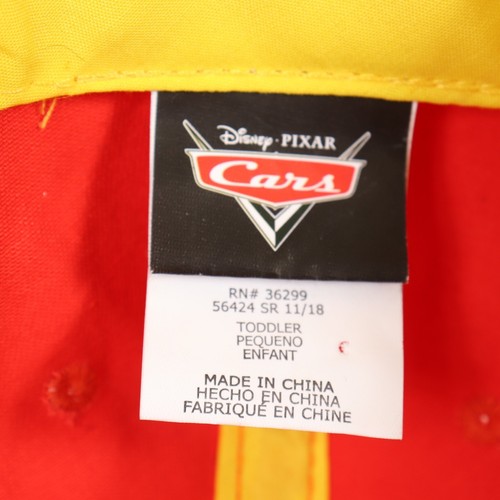 Disney · PIXAR
Cars
RN# 36299
56424 SR 11/18
TODDLER
PEQUENO
ENFANT
MADE IN CHINA
HECHO EN CHINA
FABRIQUÉ EN CHINE